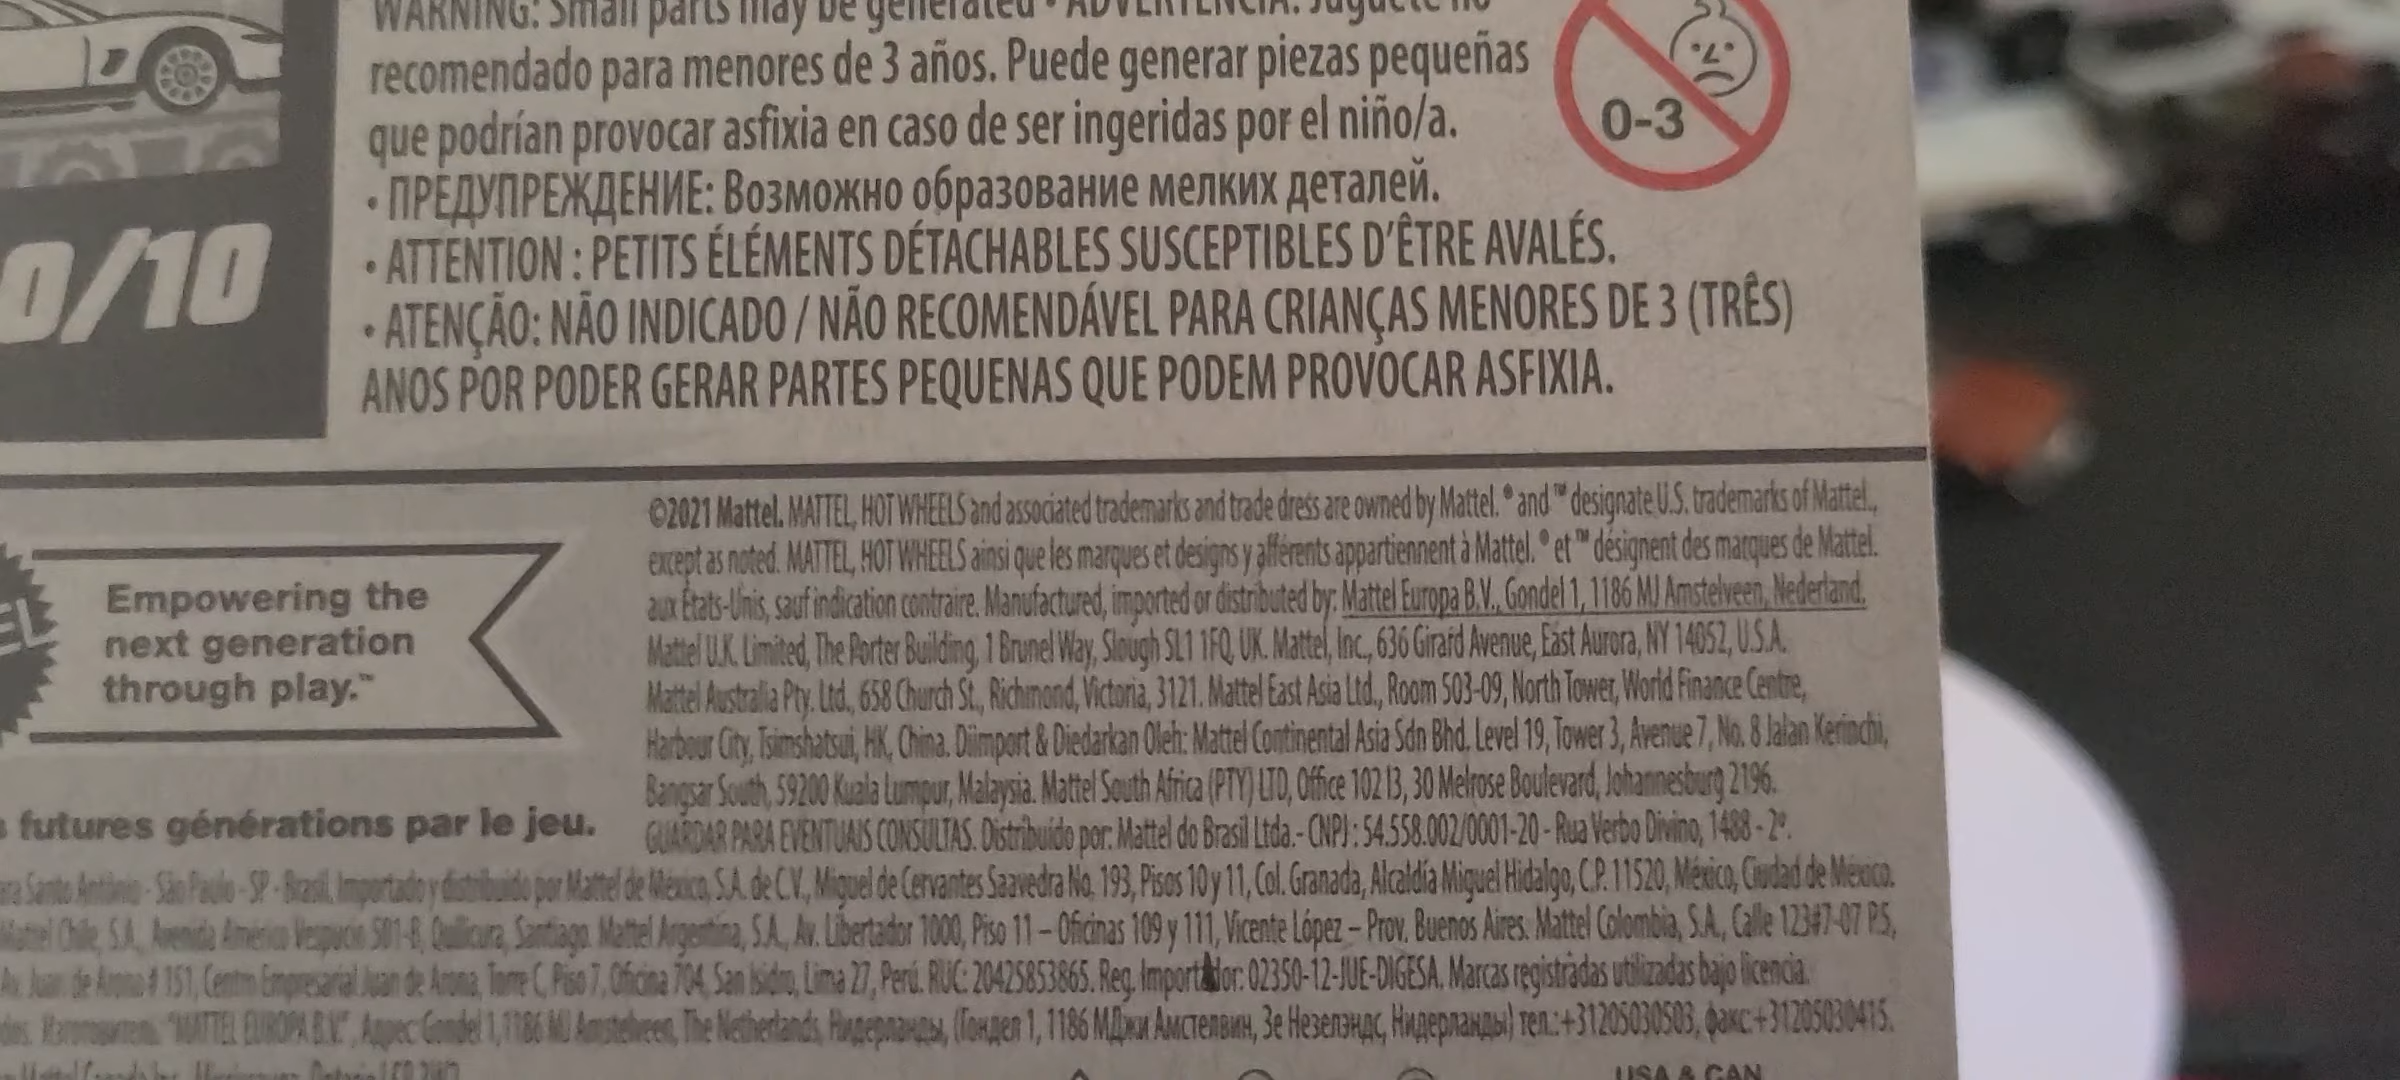 WARNING: Small parts may be generated • ADVERTENCIA: Juguete no
recomendado para menores de 3 años. Puede generar piezas pequeñas
que podrían provocar asfixia en caso de ser ingeridas por el niño/a.
• ПРЕДУПРЕЖДЕНИЕ: Возможно образование мелких деталей.
• ATTENTION : PETITS ÉLÉMENTS DÉTACHABLES SUSCEPTIBLES D'ÊTRE AVALÉS.
• ATENÇÃO: NÃO INDICADO / NÃO RECOMENDÁVEL PARA CRIANÇAS MENORES DE 3 (TRÊS)
ANOS POR PODER GERAR PARTES PEQUENAS QUE PODEM PROVOCAR ASFIXIA.
0-3
0/10
Empowering the
next generation
through play.™
futures générations par le jeu.
©2021 Mattel. MATTEL, HOT WHEELS and associated trademarks and trade dress are owned by Mattel. ® and ™ designate U.S. trademarks of Mattel.,
except as noted. MATTEL, HOT WHEELS ainsi que les marques et designs y afférents appartiennent à Mattel. ® et ™ désignent des marques de Mattel.
aux États-Unis, sauf indication contraire. Manufactured, imported or distributed by: Mattel Europa B.V., Gondel 1, 1186 MJ Amstelveen, Nederland.
Mattel U.K. Limited, The Porter Building, 1 Brunel Way, Slough SL1 1FQ, UK. Mattel, Inc., 636 Girard Avenue, East Aurora, NY 14052, U.S.A.
Mattel Australia Pty. Ltd., 658 Church St., Richmond, Victoria, 3121. Mattel East Asia Ltd., Room 503-09, North Tower, World Finance Centre,
Harbour City, Tsimshatsui, HK, China. Diimport & Diedarkan Oleh: Mattel Continental Asia Sdn Bhd. Level 19, Tower 3, Avenue 7, No. 8 Jalan Kerinchi,
Bangsar South, 59200 Kuala Lumpur, Malaysia. Mattel South Africa (PTY) LTD, Office 102 I3, 30 Melrose Boulevard, Johannesburg 2196.
GUARDAR PARA EVENTUAIS CONSULTAS. Distribuído por: Mattel do Brasil Ltda.- CNPJ : 54.558.002/0001-20 - Rua Verbo Divino, 1488 - 2º.
Santo Antônio - São Paulo - SP - Brasil. Importado y distribuido por Mattel de México, S.A. de C.V., Miguel de Cervantes Saavedra No. 193, Pisos 10 y 11, Col. Granada, Alcaldía Miguel Hidalgo, C.P. 11520, México, Ciudad de México.
Mattel Chile, S.A., Avenida Américo Vespucio 501-B, Quilicura, Santiago. Mattel Argentina, S.A., Av. Libertador 1000, Piso 11 – Oficinas 109 y 111, Vicente López – Prov. Buenos Aires. Mattel Colombia, S.A., Calle 123#7-07 P.5,
Av. Juan de Arona # 151, Centro Empresarial Juan de Arona, Torre C, Piso 7, Oficina 704, San Isidro, Lima 27, Perú. RUC: 20425853865. Reg. Importador: 02350-12-JUE-DIGESA. Marcas registradas utilizadas bajo licencia.
Изготовитель: "MATTEL EUROPA B.V.", Адрес: Gondel 1, 1186 MJ Amstelveen, The Netherlands, Нидерланды, (Гондел 1, 1186 МДжи Амстелвин, Зе Незелэндс, Нидерланды) тел.:+31205030503, факс:+31205030415.
USA & CAN